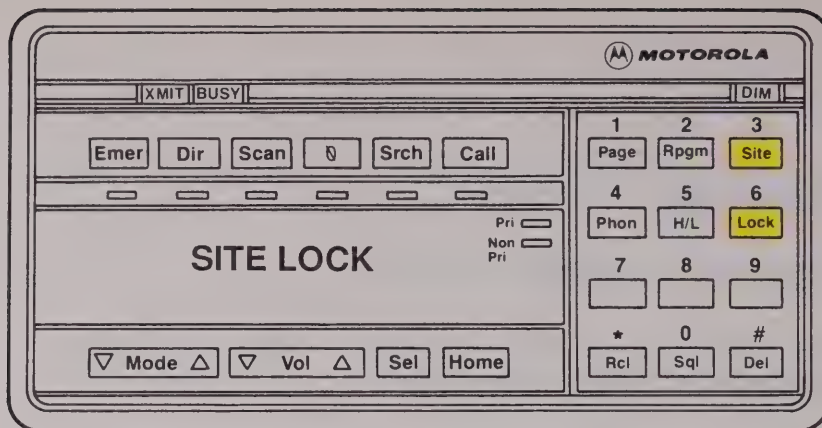 MOTOROLA
XMIT BUSY DIM
Emer Dir Scan 0 Srch Call
Pri
Non
Pri
SITE LOCK
Mode Vol Sel Home
1 2 3
Page Rpgm Site
4 5 6
Phon H/L Lock
7 8 9
* 0 #
Rcl Sql Del